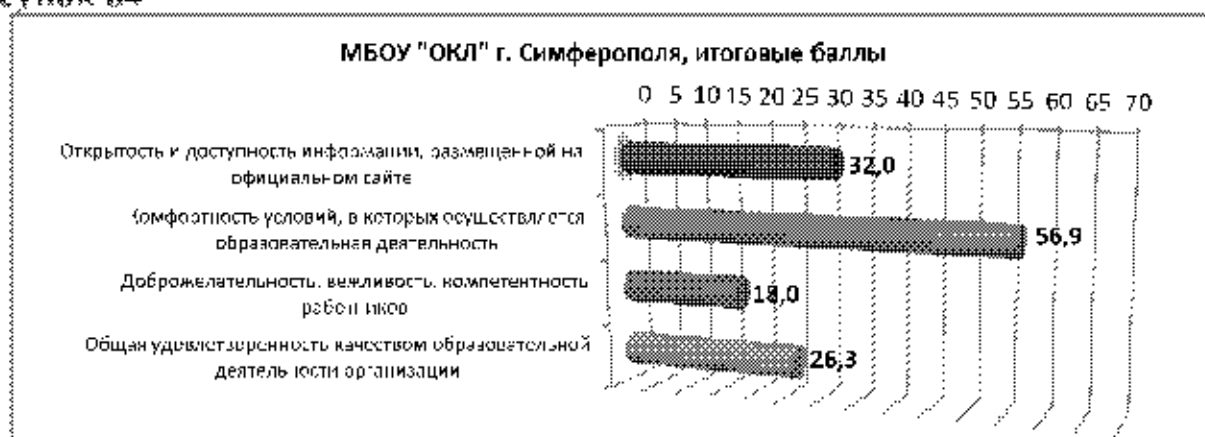 МБОУ "ОКЛ" г. Симферополя, итоговые баллы
0 5 10 15 20 25 30 35 40 45 50 55 60 65 70
Открытость и доступность информации, размещенной на
официальном сайте
32,0
Комфортность условий, в которых осуществляется
образовательная деятельность
56,9
Доброжелательность, вежливость, компетентность
работников
18,0
Общая удовлетворенность качеством образовательной
деятельности организации
26,3